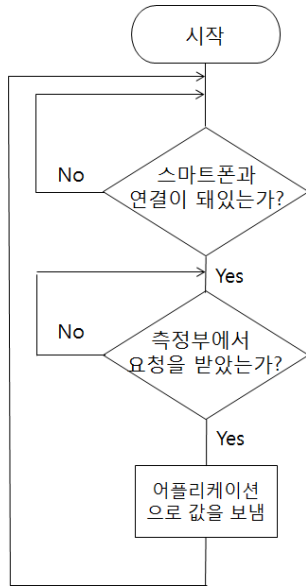 시작
스마트폰과
연결이 돼있는가?
No
Yes
측정부에서
요청을 받았는가?
No
Yes
어플리케이션
으로 값을 보냄